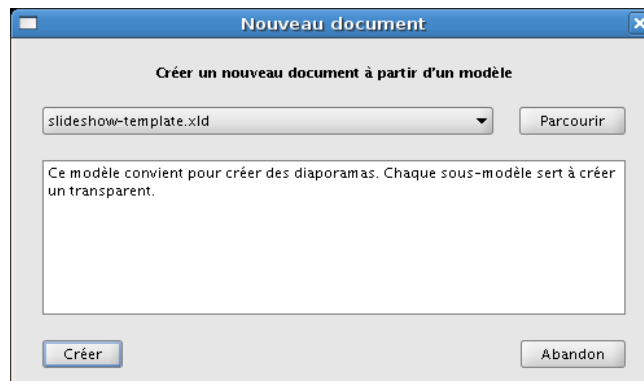 Nouveau document
Créer un nouveau document à partir d'un modèle
slideshow-template.xld
Parcourir
Ce modèle convient pour créer des diaporamas. Chaque sous-modèle sert à créer
un transparent.
Créer
Abandon